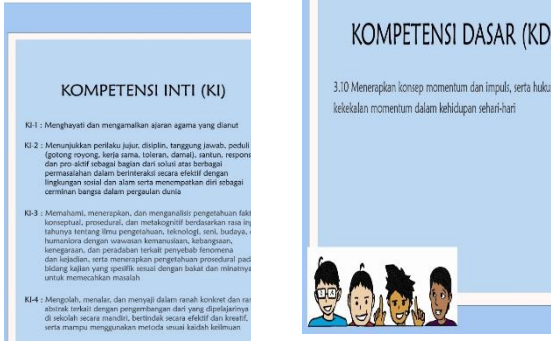 KOMPETENSI INTI (KI)
KI-1 : Menghayati dan mengamalkan ajaran agama yang dianut
KI-2 : Menunjukkan perilaku jujur, disiplin, tanggung jawab, peduli
(gotong royong, kerja sama, toleran, damai), santun, respons
dan pro-aktif sebagai bagian dari solusi atas berbagai
permasalahan dalam berinteraksi secara efektif dengan
lingkungan sosial dan alam serta menempatkan diri sebagai
cerminan bangsa dalam pergaulan dunia
KI-3 : Memahami, menerapkan, dan menganalisis pengetahuan fakt
konseptual, prosedural, dan metakognitif berdasarkan rasa ing
tahunya tentang ilmu pengetahuan, teknologi, seni, budaya,
humaniora dengan wawasan kemanusiaan, kebangsaan,
kenegaraan, dan peradaban terkait penyebab fenomena
dan kejadian, serta menerapkan pengetahuan prosedural pad
bidang kajian yang spesifik sesuai dengan bakat dan minatnya
untuk memecahkan masalah
KI-4 : Mengolah, menalar, dan menyaji dalam ranah konkret dan ra
abstrak terkait dengan pengembangan dari yang dipelajarinya
di sekolah secara mandiri, bertindak secara efektif dan kreatif,
serta mampu menggunakan metoda sesuai kaidah keilmuan
KOMPETENSI DASAR (KD
3.10 Menerapkan konsep momentum dan impuls, serta huku
kekekalan momentum dalam kehidupan sehari-hari